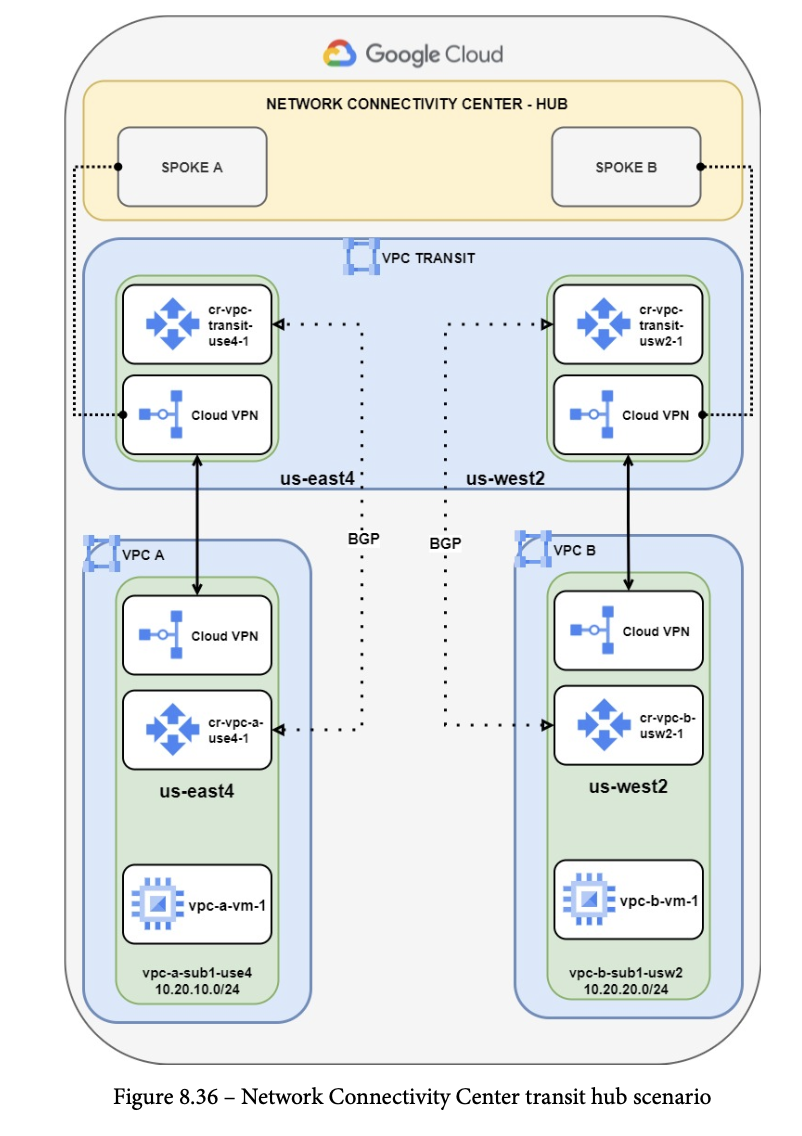 Google Cloud
NETWORK CONNECTIVITY CENTER - HUB
SPOKE A
SPOKE B
VPC TRANSIT
cr-vpc-
transit-
use4-1
cr-vpc-
transit-
usw2-1
Cloud VPN
Cloud VPN
us-east4
us-west2
BGP
BGP
VPC A
VPC B
Cloud VPN
Cloud VPN
cr-vpc-a-
use4-1
cr-vpc-b-
usw2-1
us-east4
us-west2
vpc-a-vm-1
vpc-b-vm-1
vpc-a-sub1-use4
10.20.10.0/24
vpc-b-sub1-usw2
10.20.20.0/24
Figure 8.36 – Network Connectivity Center transit hub scenario